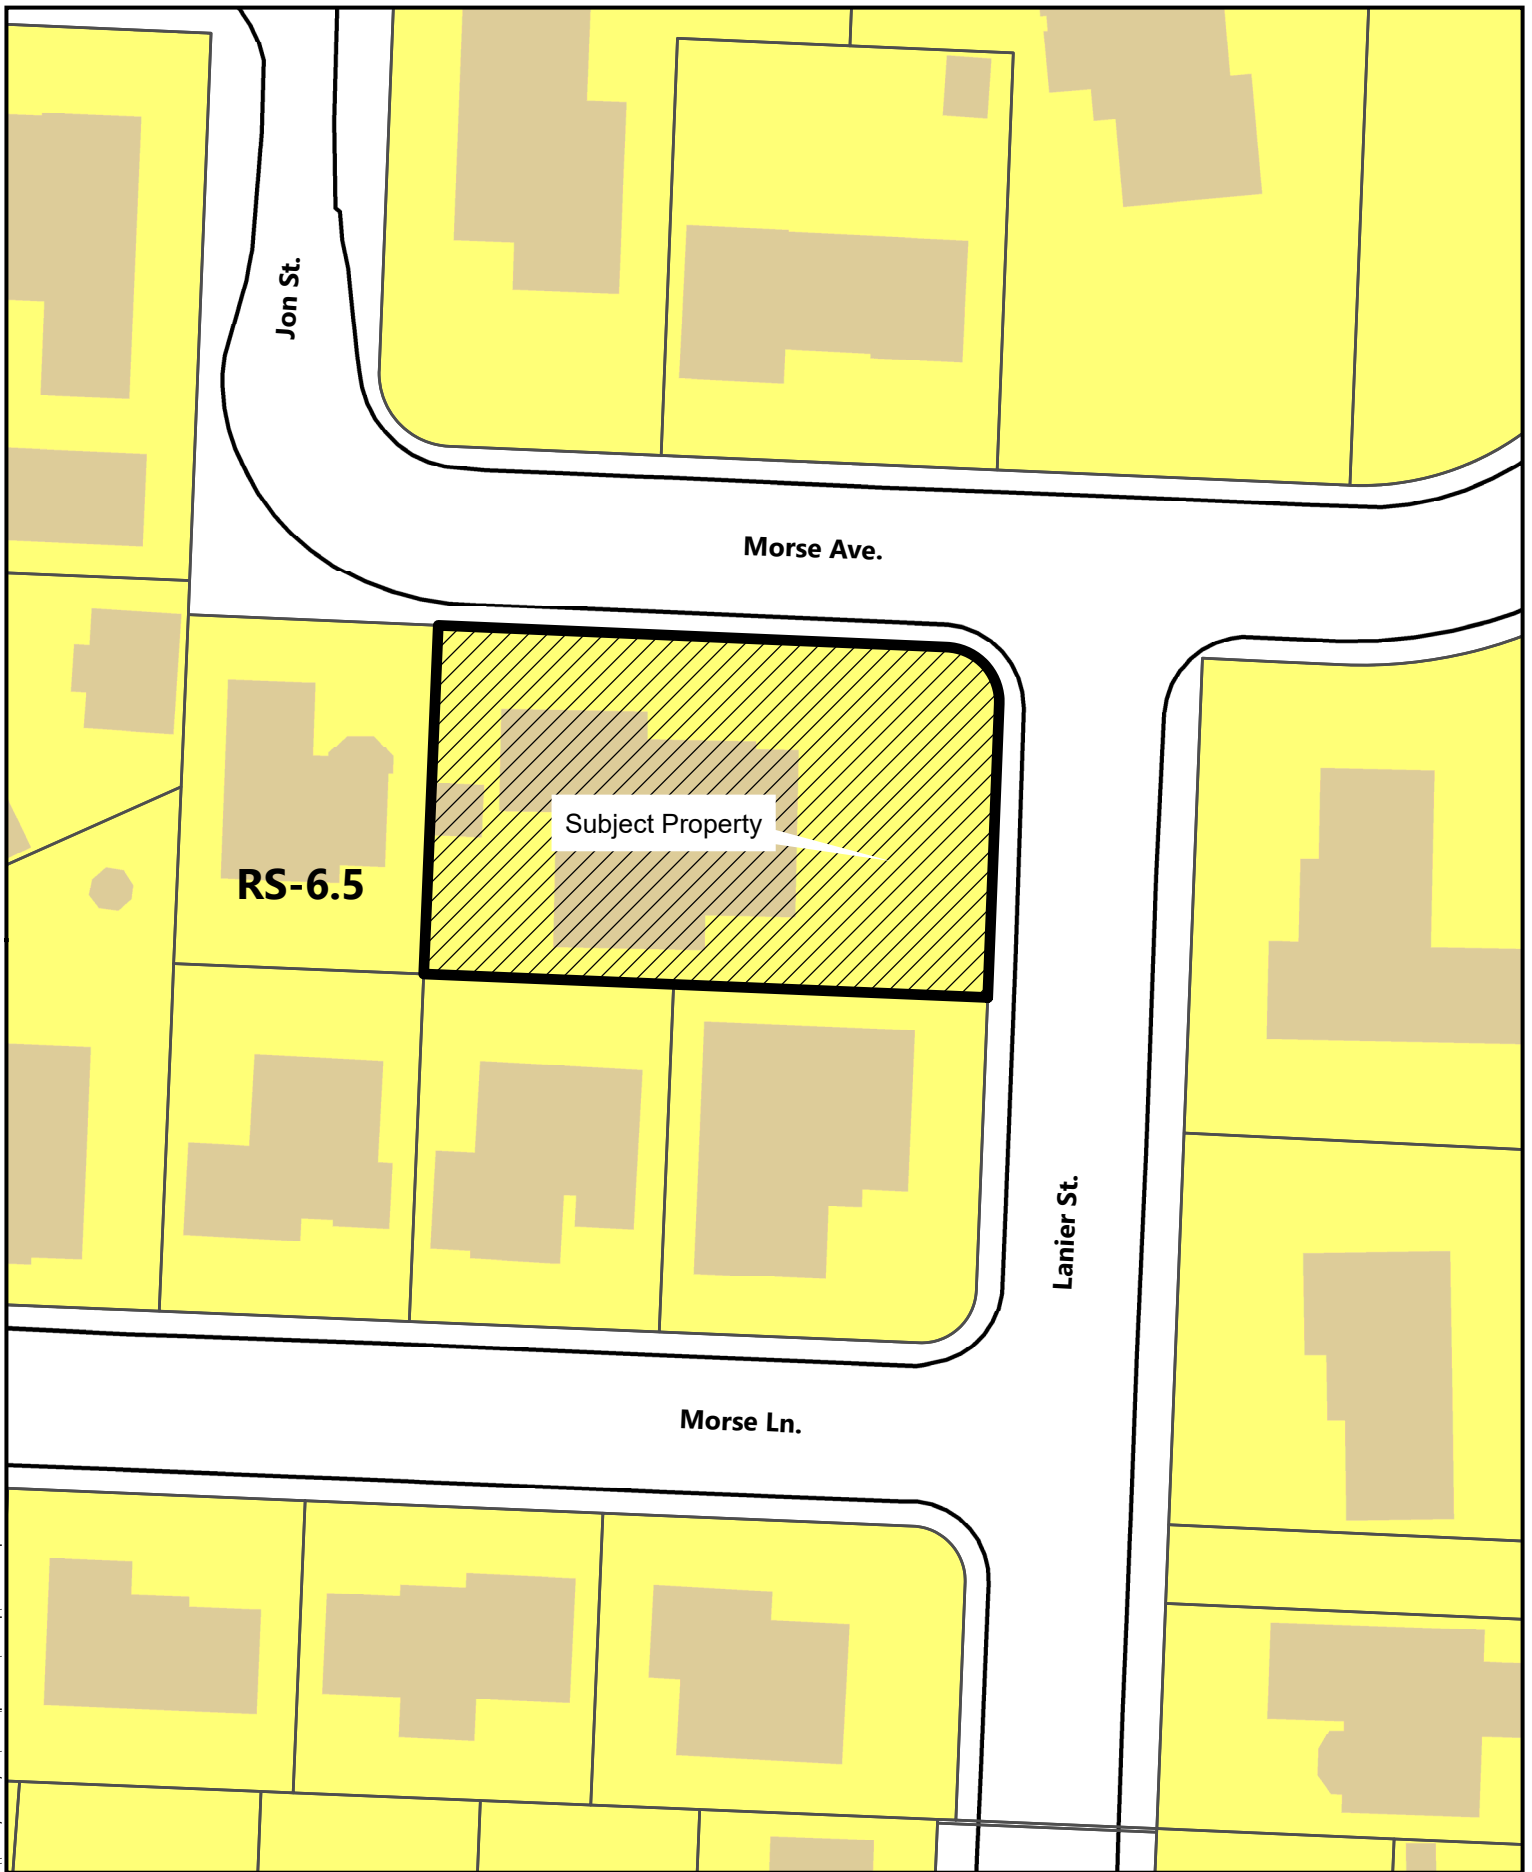 Jon St.
Morse Ave.
Subject Property
RS-6.5
Lanier St.
Morse Ln.